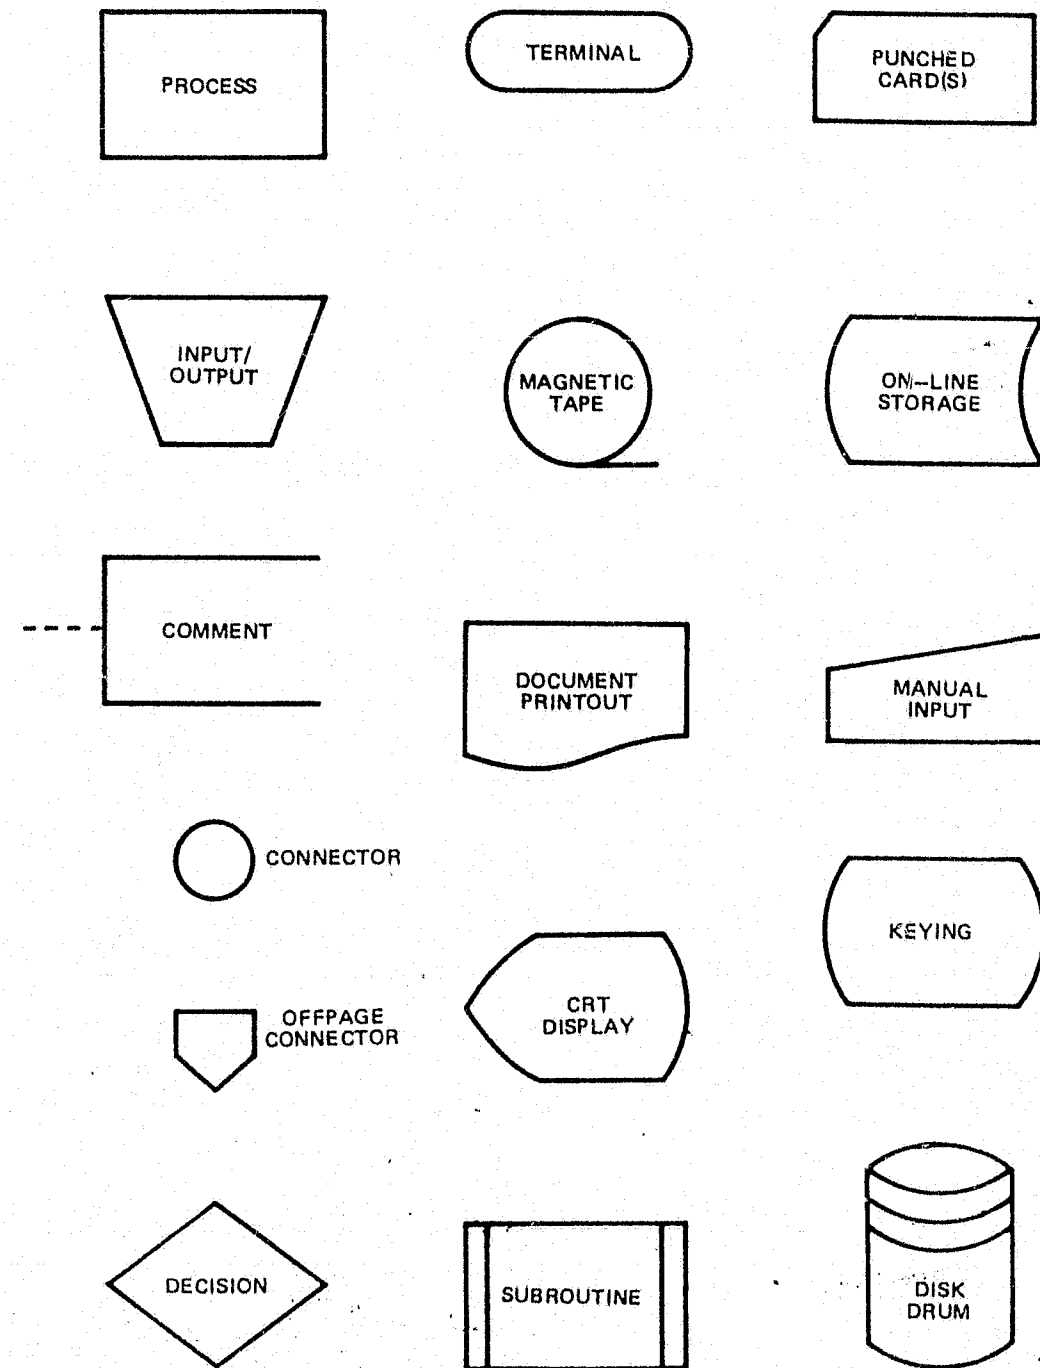 PROCESS
TERMINAL
PUNCHED
CARD(S)
INPUT/
OUTPUT
MAGNETIC
TAPE
ON-LINE
STORAGE
COMMENT
DOCUMENT
PRINTOUT
MANUAL
INPUT
CONNECTOR
KEYING
OFFPAGE
CONNECTOR
CRT
DISPLAY
DECISION
SUBROUTINE
DISK
DRUM